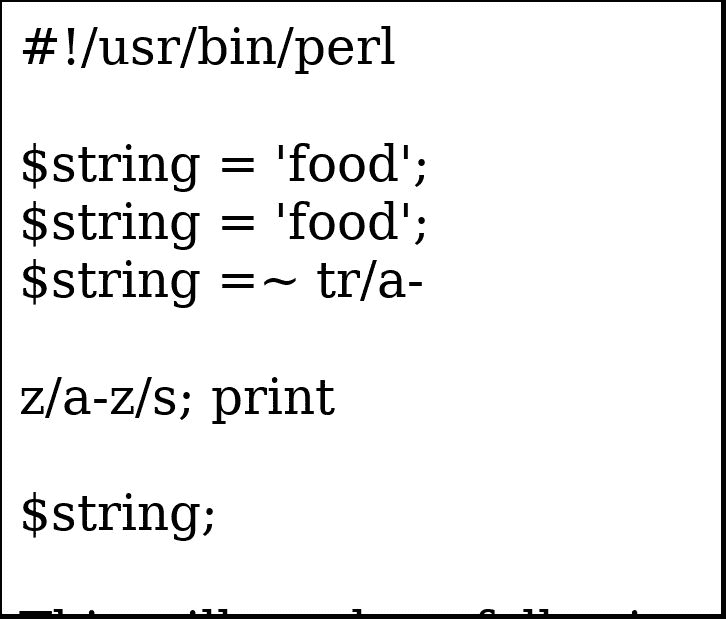 #!/usr/bin/perl
$string = 'food';
$string = 'food';
$string =~ tr/a-
z/a-z/s; print
$string;